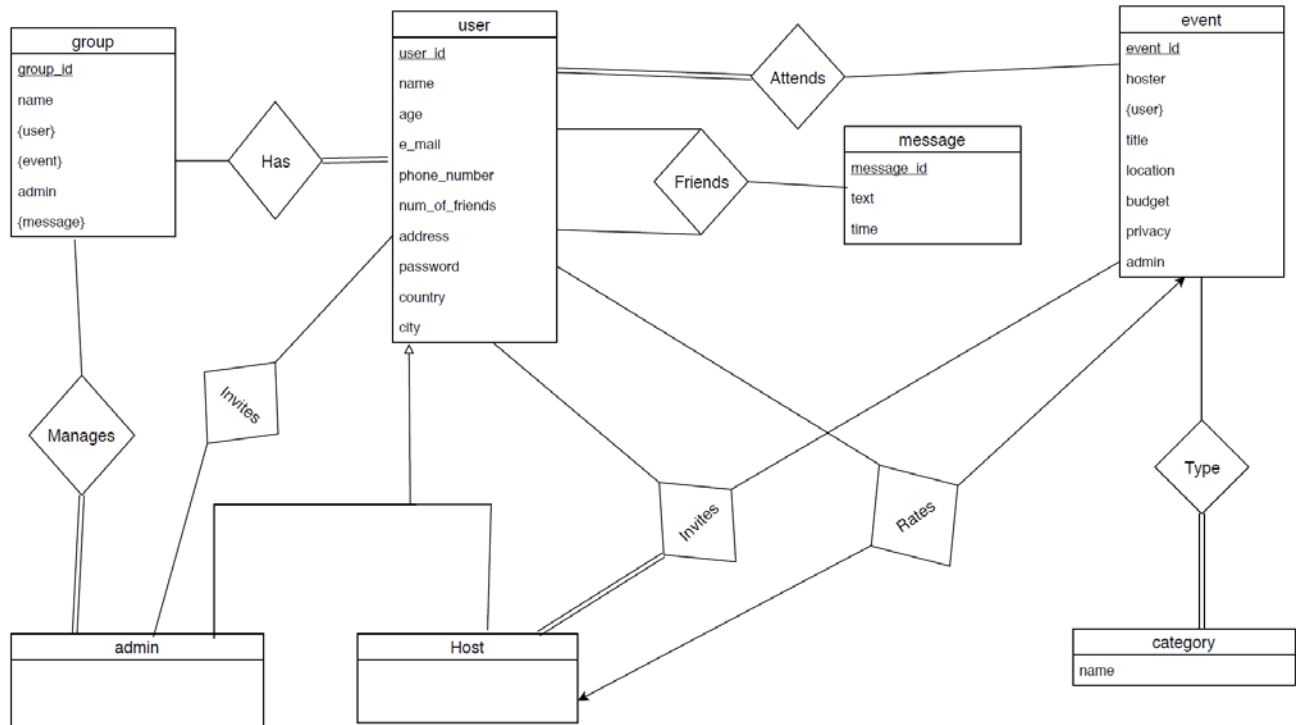 group
group_id
name
{user}
{event}
admin
{message}
Has
user
user_id
name
age
e_mail
phone_number
num_of_friends
address
password
country
city
Attends
Friends
message
message_id
text
time
event
event_id
hoster
{user}
title
location
budget
privacy
admin
Manages
Invites
Invites
Rates
Type
admin
Host
category
name